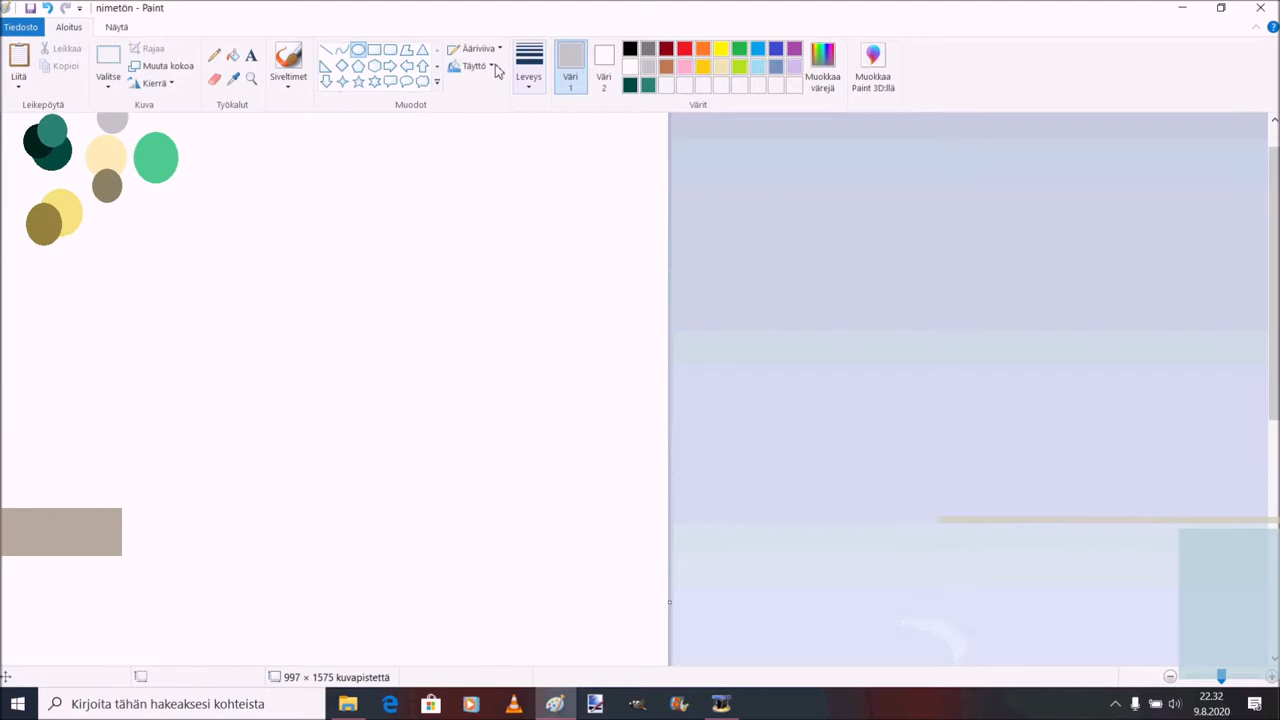 nimetön - Paint
Tiedosto Aloitus Näytä
Liitä
Leikkaa
Kopioi
Leikepöytä
Valitse
Rajaa
Muuta kokoa
Kierrä
Kuva
A
Työkalut
Siveltimet
Muodot
Ääriviiva
Täyttö
Leveys
Väri
1
Väri
2
Värit
Muokkaa
värejä
Muokkaa
Paint 3D:llä
997 × 1575 kuvapistettä
Kirjoita tähän hakeaksesi kohteista
22.32
9.8.2020